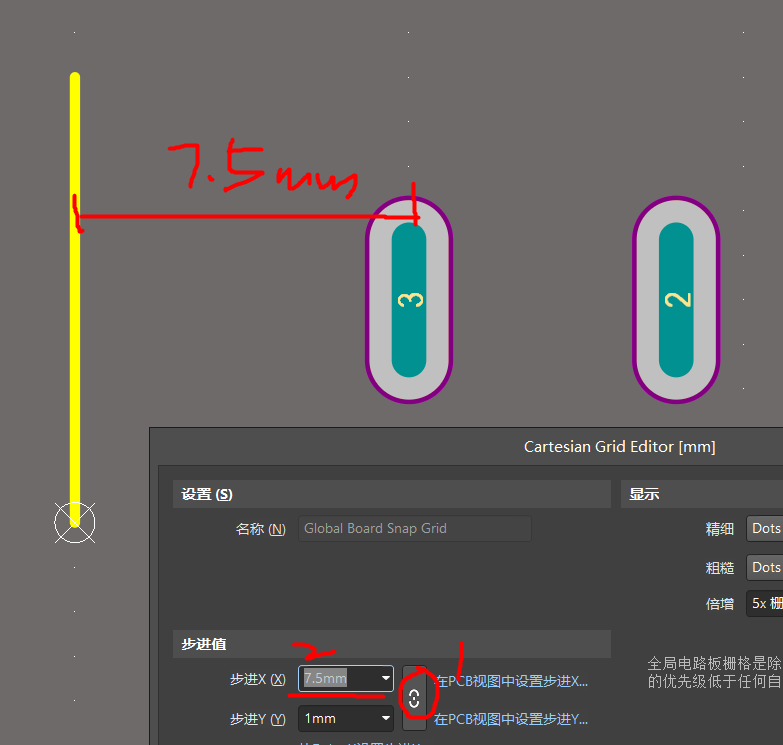 7.5mm
3
2
Cartesian Grid Editor [mm]
设置 (S)
显示
名称 (N)
Global Board Snap Grid
精细
Dots
粗糙
Dots
倍增
5x 栅
步进值
2
1
步进X (X)
7.5mm
在PCB视图中设置步进X...
步进Y (Y)
1mm
在PCB视图中设置步进Y...
全局电路板栅格是除
的优先级低于任何自